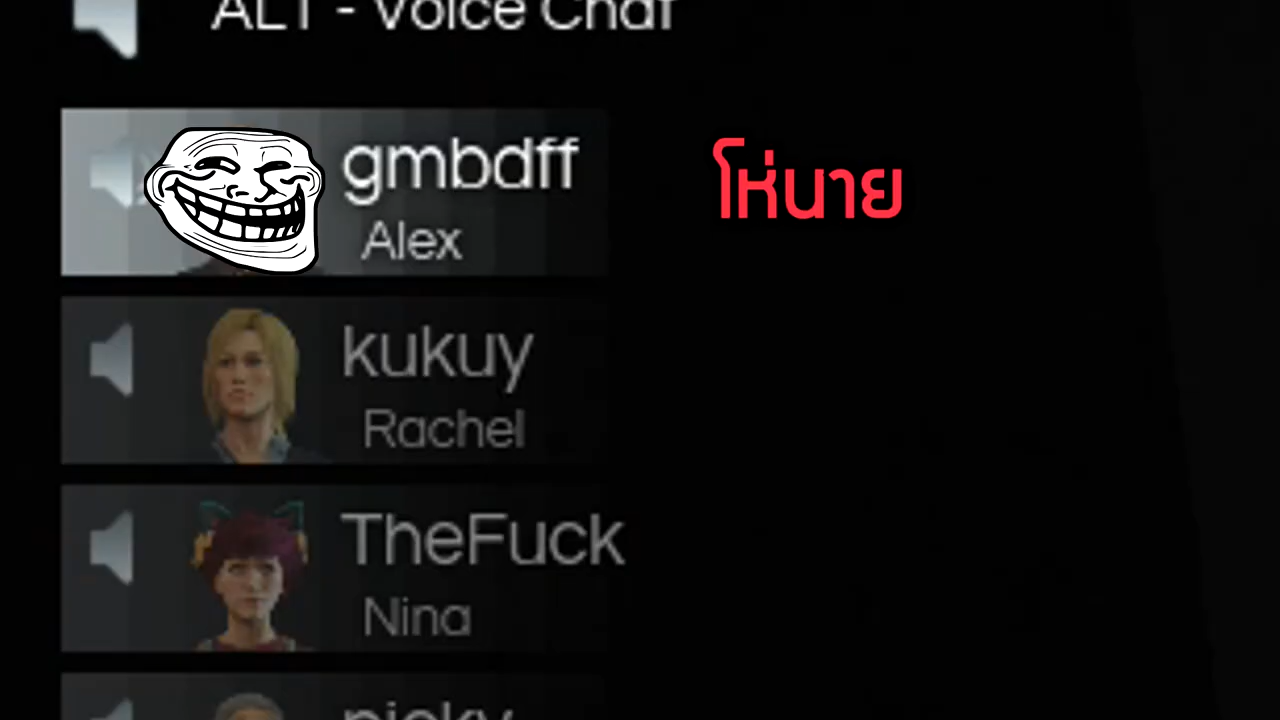 ALT - Voice Chat
gmbdff
โห่นาย
Alex
kukuy
Rachel
TheFuck
Nina